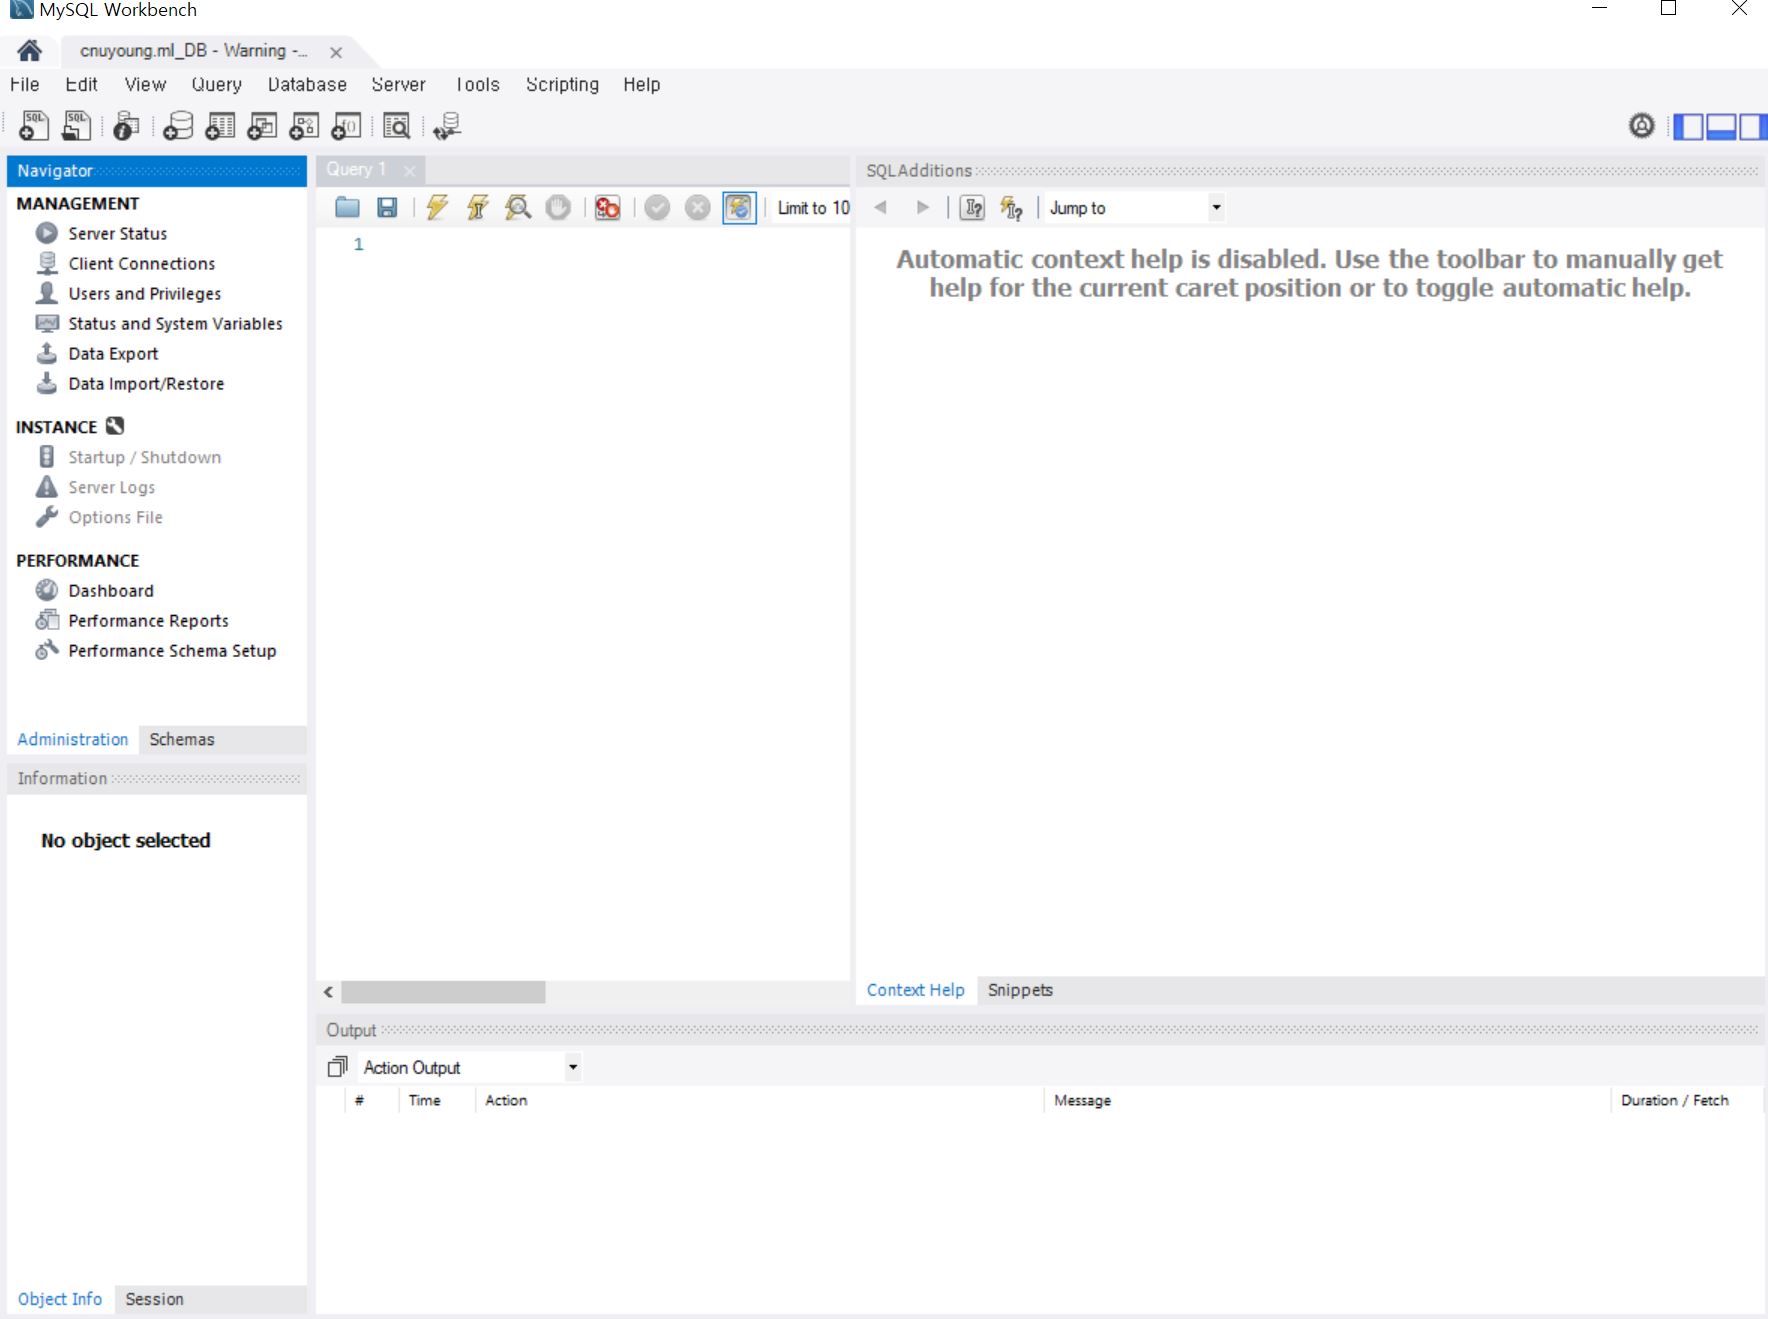 MySQL Workbench
cnuyoung.ml_DB - Warning -...
File Edit View Query Database Server Tools Scripting Help
Navigator
MANAGEMENT
Server Status
Client Connections
Users and Privileges
Status and System Variables
Data Export
Data Import/Restore
INSTANCE
Startup / Shutdown
Server Logs
Options File
PERFORMANCE
Dashboard
Performance Reports
Performance Schema Setup
Administration Schemas
Information
No object selected
Object Info Session
Query 1
Limit to 10
1
SQLAdditions
Jump to
Automatic context help is disabled. Use the toolbar to manually get
help for the current caret position or to toggle automatic help.
Context Help Snippets
Output
Action Output
# Time Action Message Duration / Fetch